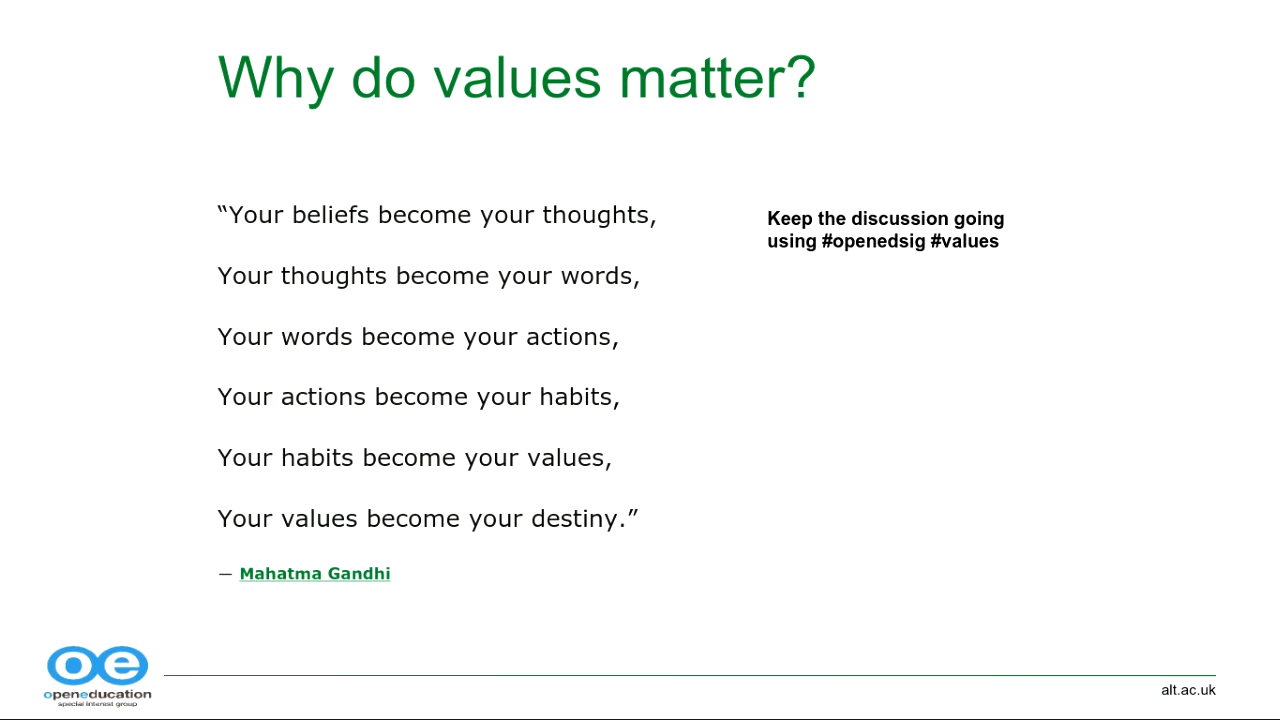 Why do values matter?
“Your beliefs become your thoughts,
Your thoughts become your words,
Your words become your actions,
Your actions become your habits,
Your habits become your values,
Your values become your destiny.”
— Mahatma Gandhi
Keep the discussion going
using #openedsig #values
oe
openeducation
special interest group
alt.ac.uk